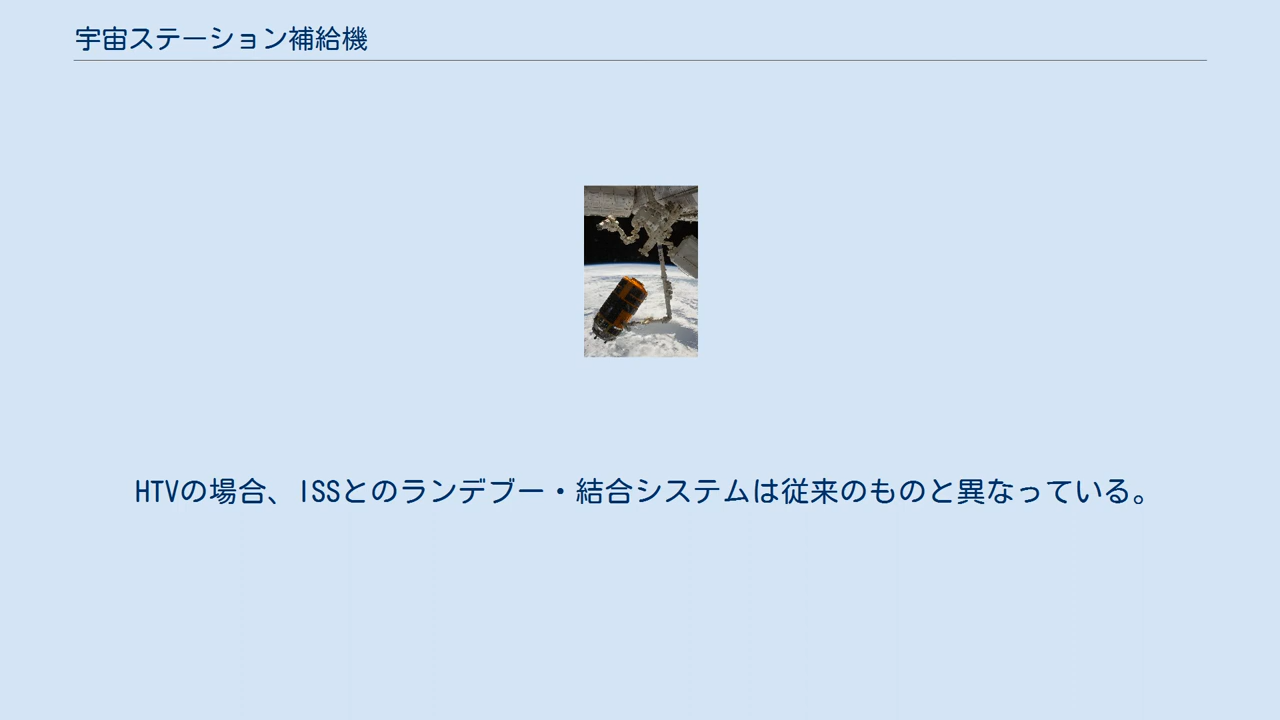 宇宙ステーション補給機
HTVの場合、ISSとのランデブー・結合システムは従来のものと異なっている。